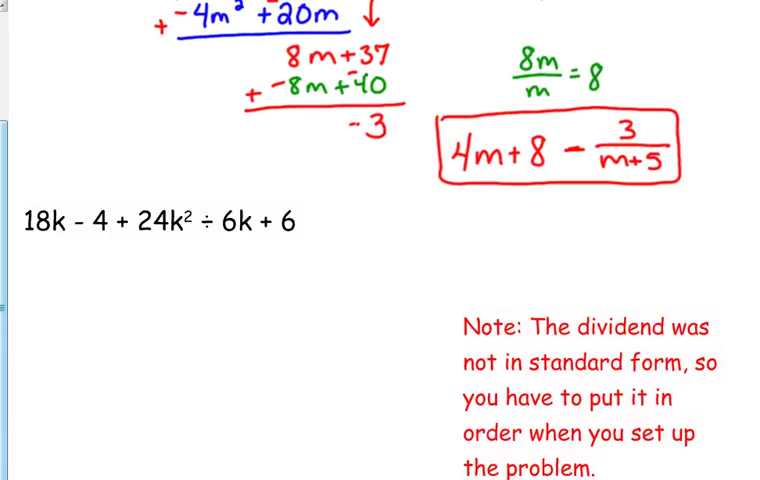 + -4m² + 20m ↓
8m + 37
+ -8m + 40
-3
8m/m = 8
4m + 8 - 3/(m+5)
18k - 4 + 24k² ÷ 6k + 6
Note: The dividend was
not in standard form, so
you have to put it in
order when you set up
the problem.